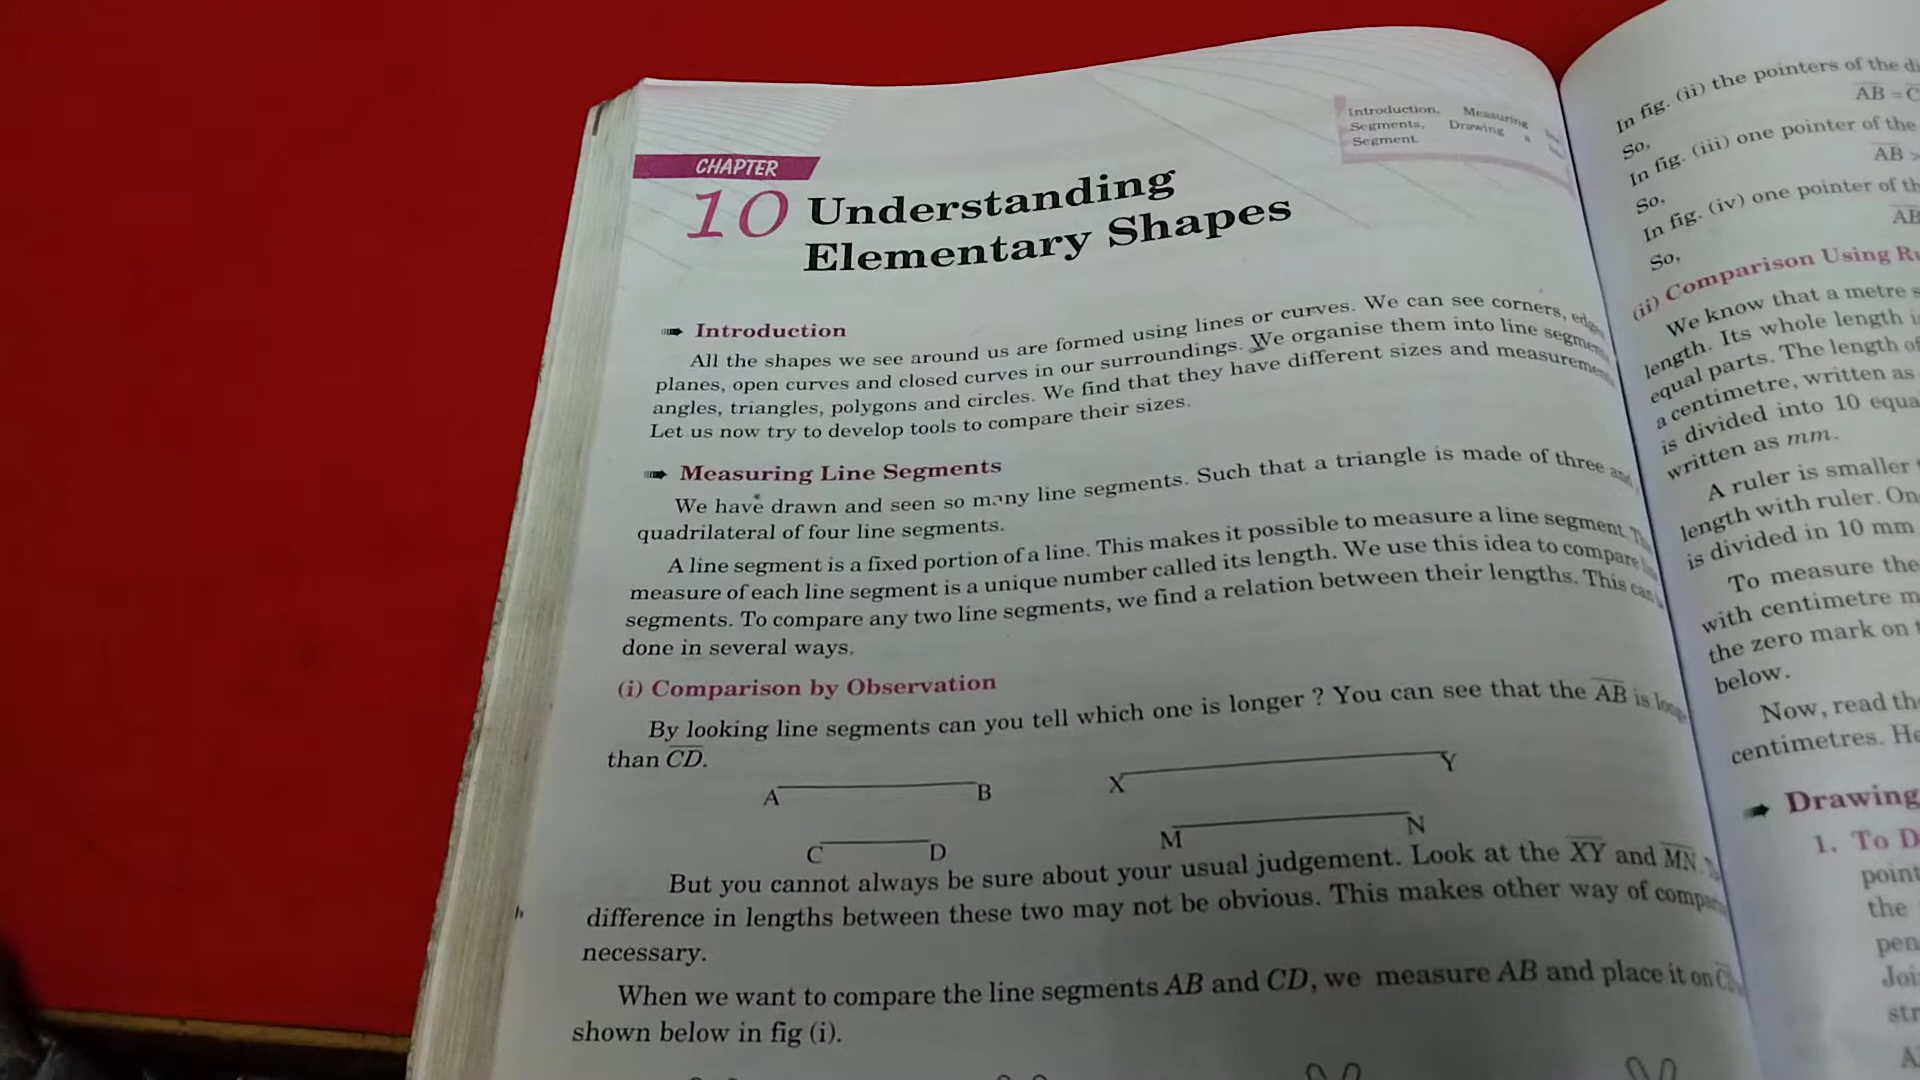 Introduction, Measuring
Segments, Drawing a
Segment.
CHAPTER
10 Understanding
Elementary Shapes
Introduction
All the shapes we see around us are formed using lines or curves. We can see corners,
planes, open curves and closed curves in our surroundings. We organise them into line
angles, triangles, polygons and circles. We find that they have different sizes and
Let us now try to develop tools to compare their sizes.
Measuring Line Segments
We have drawn and seen so many line segments. Such that a triangle is made of three and
quadrilateral of four line segments.
A line segment is a fixed portion of a line. This makes it possible to measure a line segment.
measure of each line segment is a unique number called its length. We use this idea to compare
segments. To compare any two line segments, we find a relation between their lengths. This can
done in several ways.
(i) Comparison by Observation
By looking line segments can you tell which one is longer ? You can see that the AB is
than CD.
A B X Y
C D M N
But you cannot always be sure about your usual judgement. Look at the XY and MN.
difference in lengths between these two may not be obvious. This makes other way of
necessary.
When we want to compare the line segments AB and CD, we measure AB and place it on
shown below in fig (i).
In fig. (ii) the pointers of the
AB =
So,
In fig. (iii) one pointer of the
AB >
So,
In fig. (iv) one pointer of
AB
So,
(ii) Comparison Using
We know that a metre
length. Its whole length
equal parts. The length of
a centimetre, written as
is divided into 10
written as mm.
A ruler is smaller
length with ruler.
is divided in 10 mm
To measure the
with centimetre
the zero mark on
below.
Now, read
centimetres.
Drawing
1. To
point
the